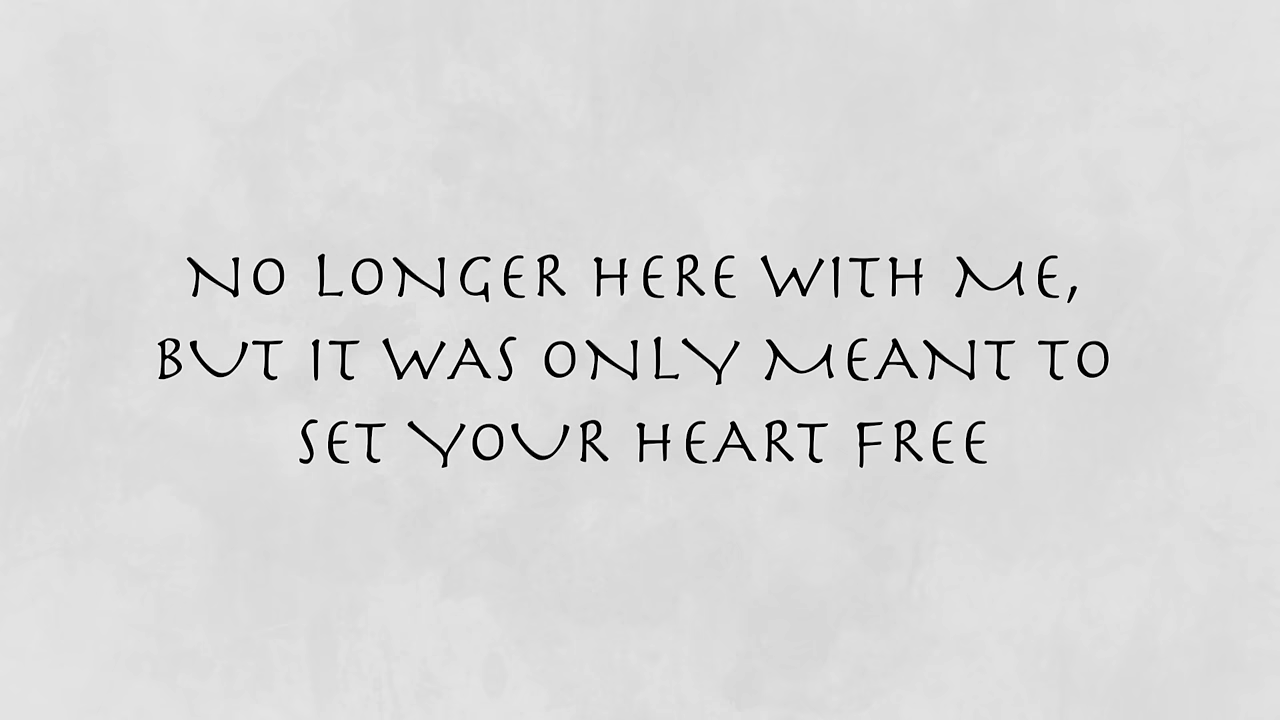 NO LONGER HERE WITH ME,
BUT IT WAS ONLY MEANT TO
SET YOUR HEART FREE